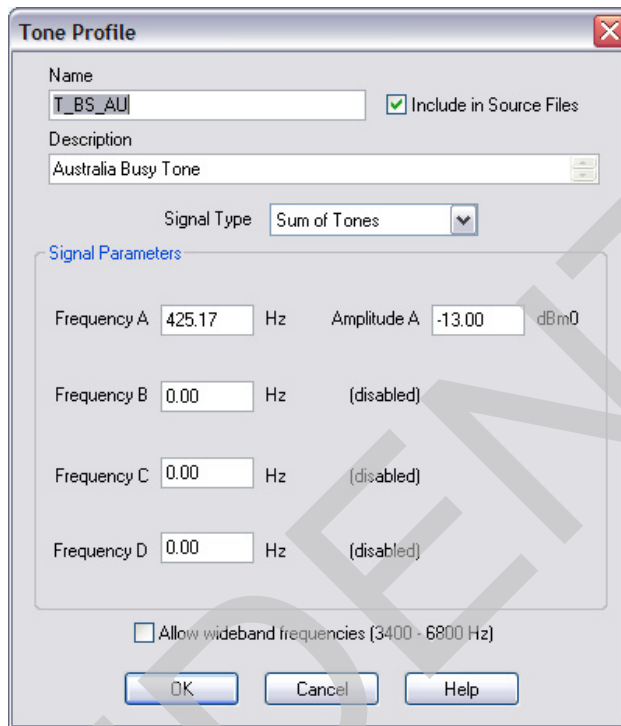 Tone Profile
Name
T_BS_AU
Include in Source Files
Description
Australia Busy Tone
Signal Type Sum of Tones
Signal Parameters
Frequency A 425.17 Hz Amplitude A -13.00 dBm0
Frequency B 0.00 Hz (disabled)
Frequency C 0.00 Hz (disabled)
Frequency D 0.00 Hz (disabled)
Allow wideband frequencies (3400 - 6800 Hz)
OK Cancel Help